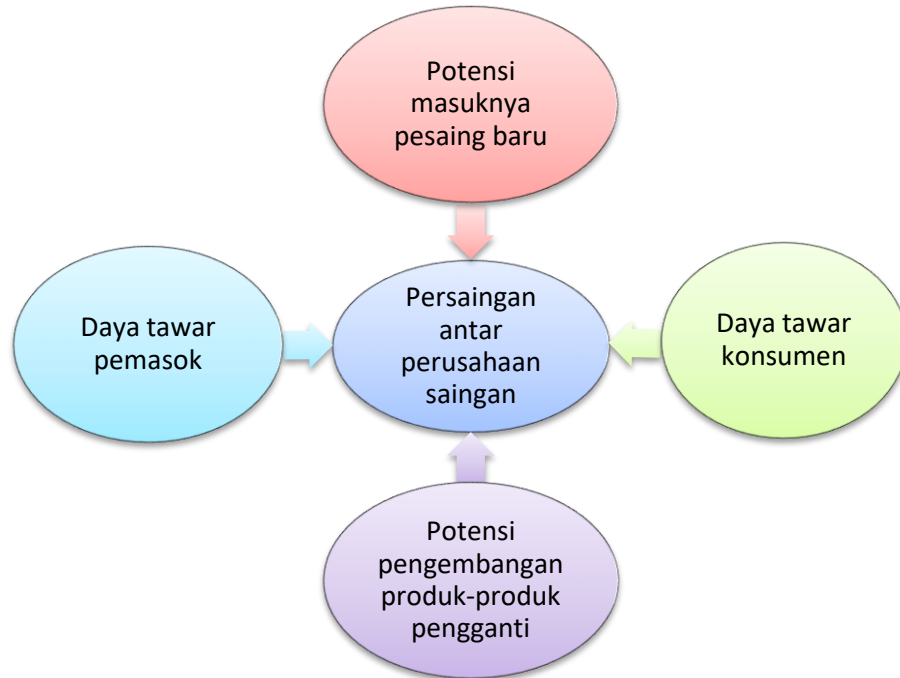 Potensi
masuknya
pesaing baru
Daya tawar
pemasok
Persaingan
antar
perusahaan
saingan
Daya tawar
konsumen
Potensi
pengembangan
produk-produk
pengganti